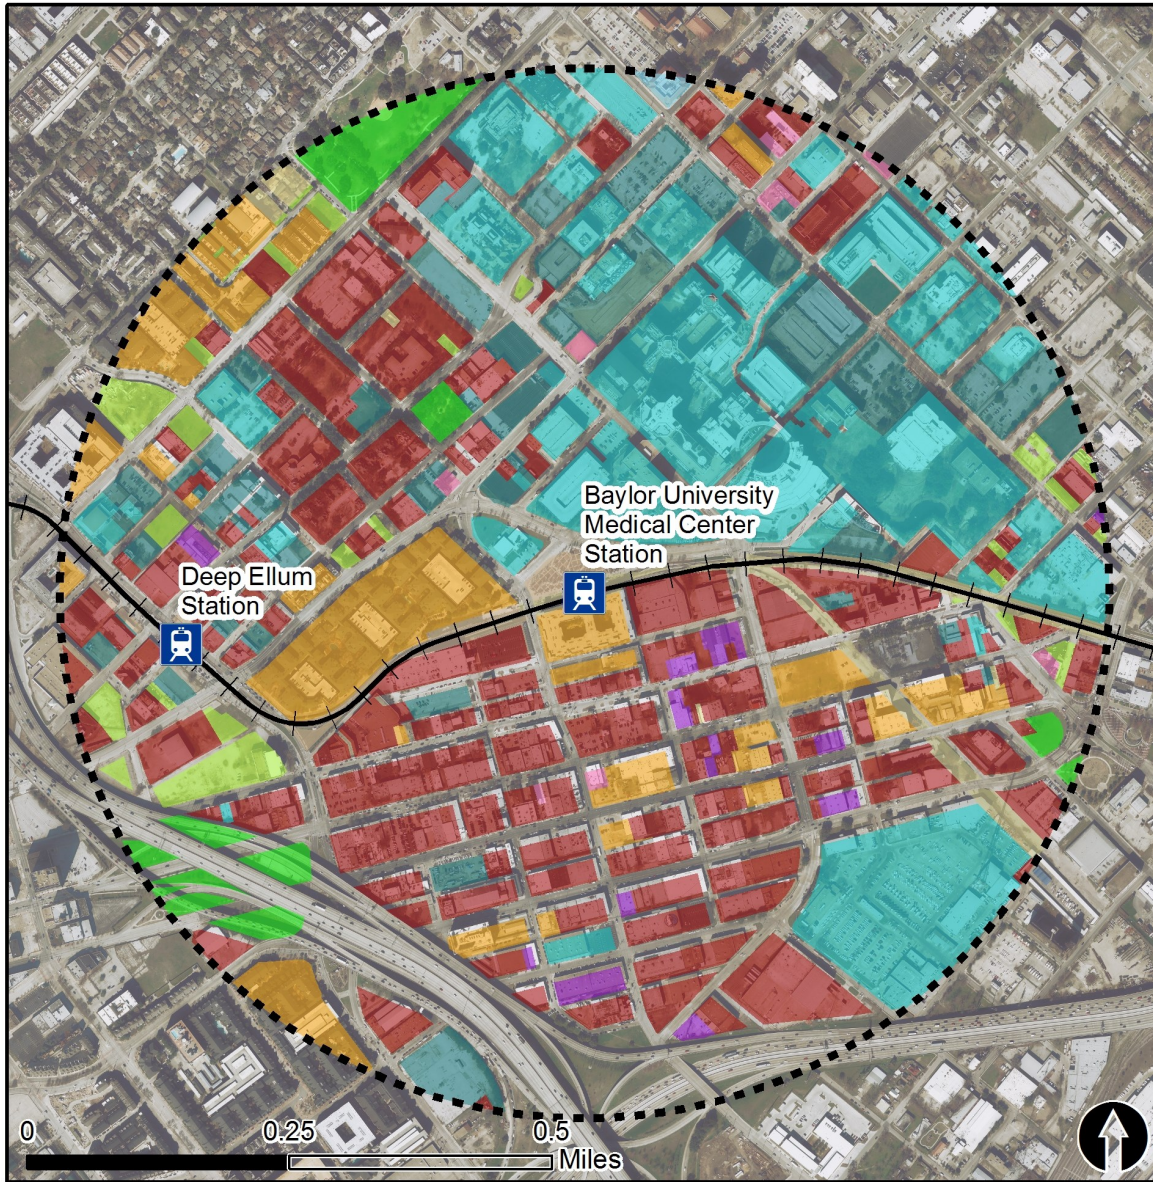 Baylor University
Medical Center
Station
Deep Ellum
Station
0
0.25
0.5
Miles